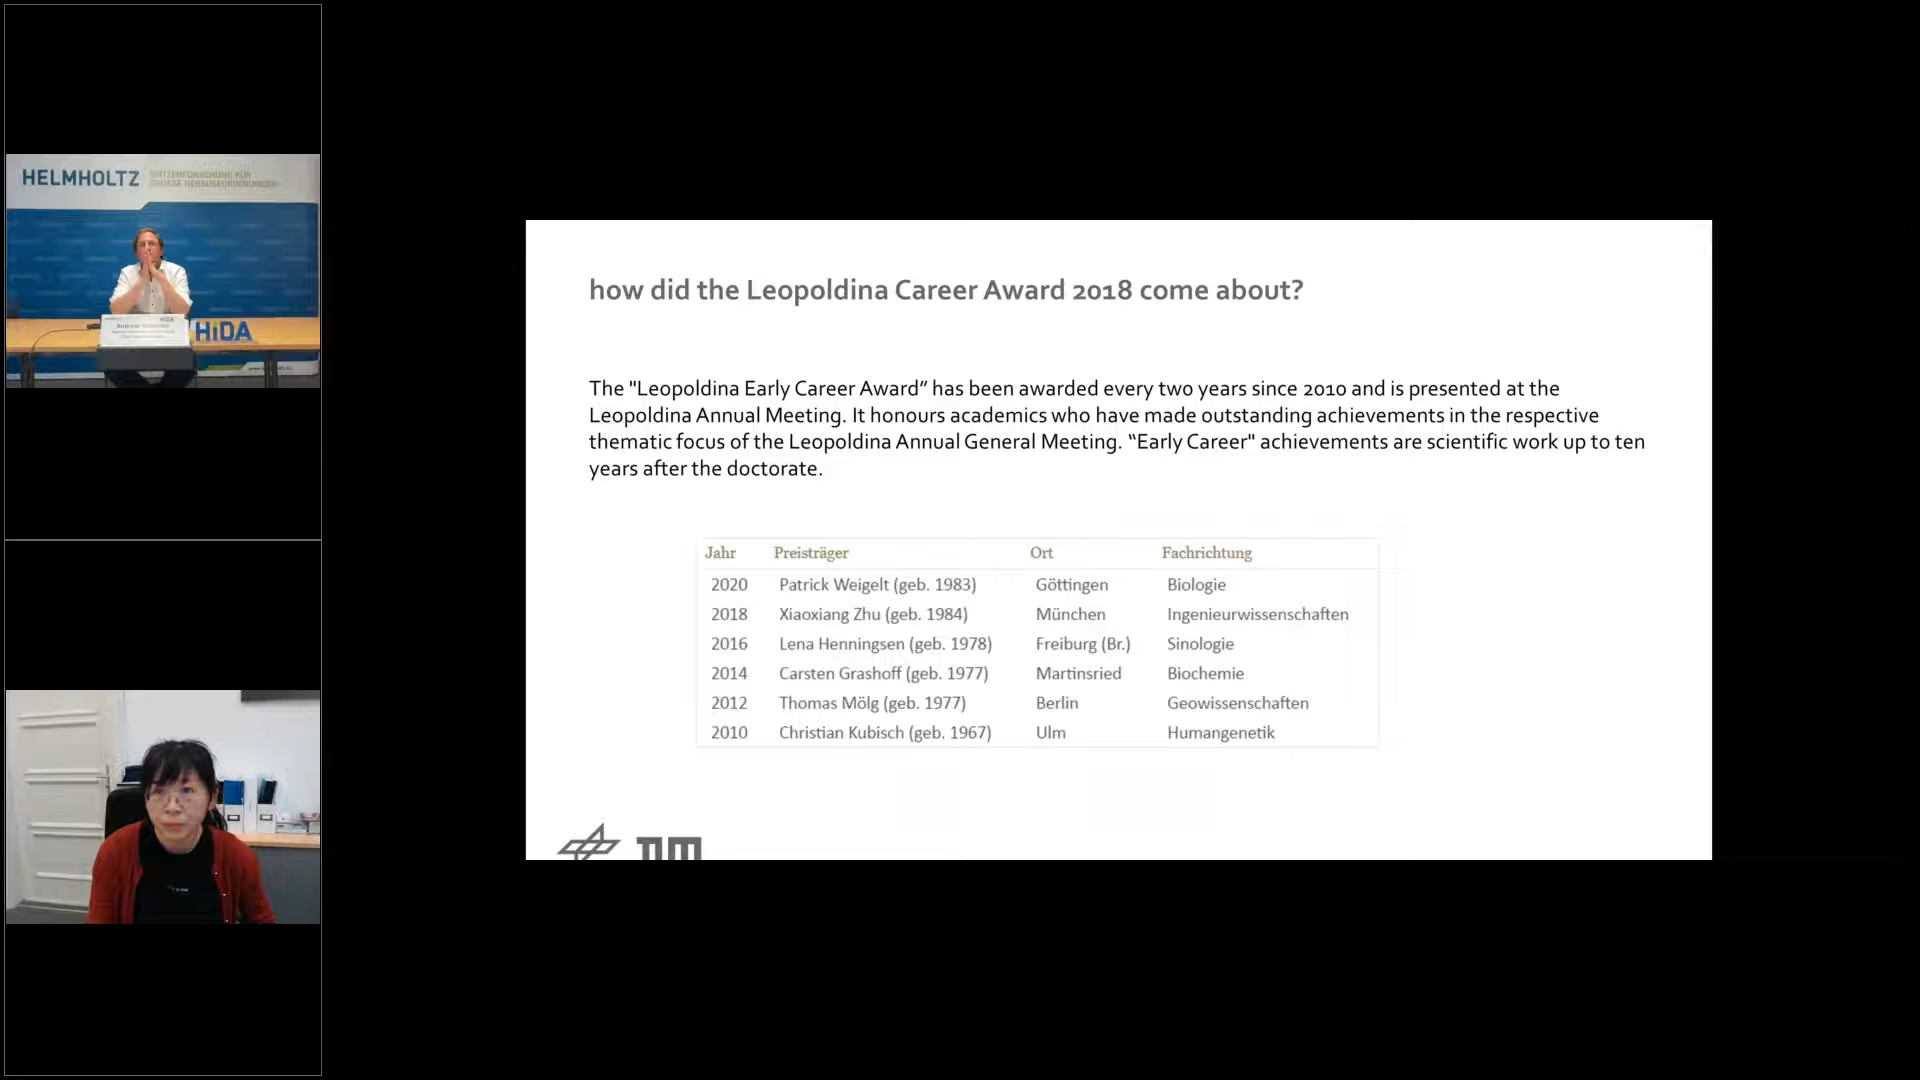 HELMHOLTZ
SPITZENFORSCHUNG FÜR
GROSSE HERAUSFORDERUNGEN
HiDA
HiDA
how did the Leopoldina Career Award 2018 come about?
The "Leopoldina Early Career Award” has been awarded every two years since 2010 and is presented at the
Leopoldina Annual Meeting. It honours academics who have made outstanding achievements in the respective
thematic focus of the Leopoldina Annual General Meeting. “Early Career" achievements are scientific work up to ten
years after the doctorate.
Jahr Preisträger Ort Fachrichtung
2020 Patrick Weigelt (geb. 1983) Göttingen Biologie
2018 Xiaoxiang Zhu (geb. 1984) München Ingenieurwissenschaften
2016 Lena Henningsen (geb. 1978) Freiburg (Br.) Sinologie
2014 Carsten Grashoff (geb. 1977) Martinsried Biochemie
2012 Thomas Mölg (geb. 1977) Berlin Geowissenschaften
2010 Christian Kubisch (geb. 1967) Ulm Humangenetik